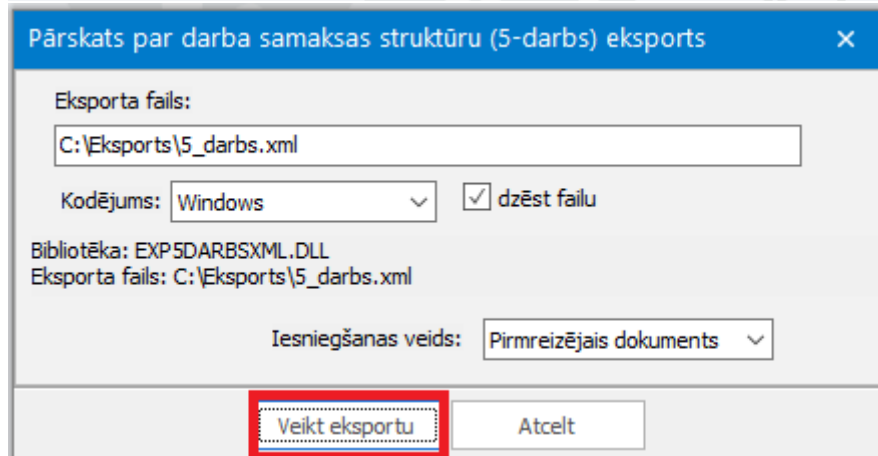 Pārskats par darba samaksas struktūru (5-darbs) eksports
Eksporta fails:
C:\Eksports\5_darbs.xml
Kodējums: Windows dzēst failu
Bibliotēka: EXP5DARBSXML.DLL
Eksporta fails: C:\Eksports\5_darbs.xml
Iesniegšanas veids: Pirmreizējais dokuments
Veikt eksportu Atcelt